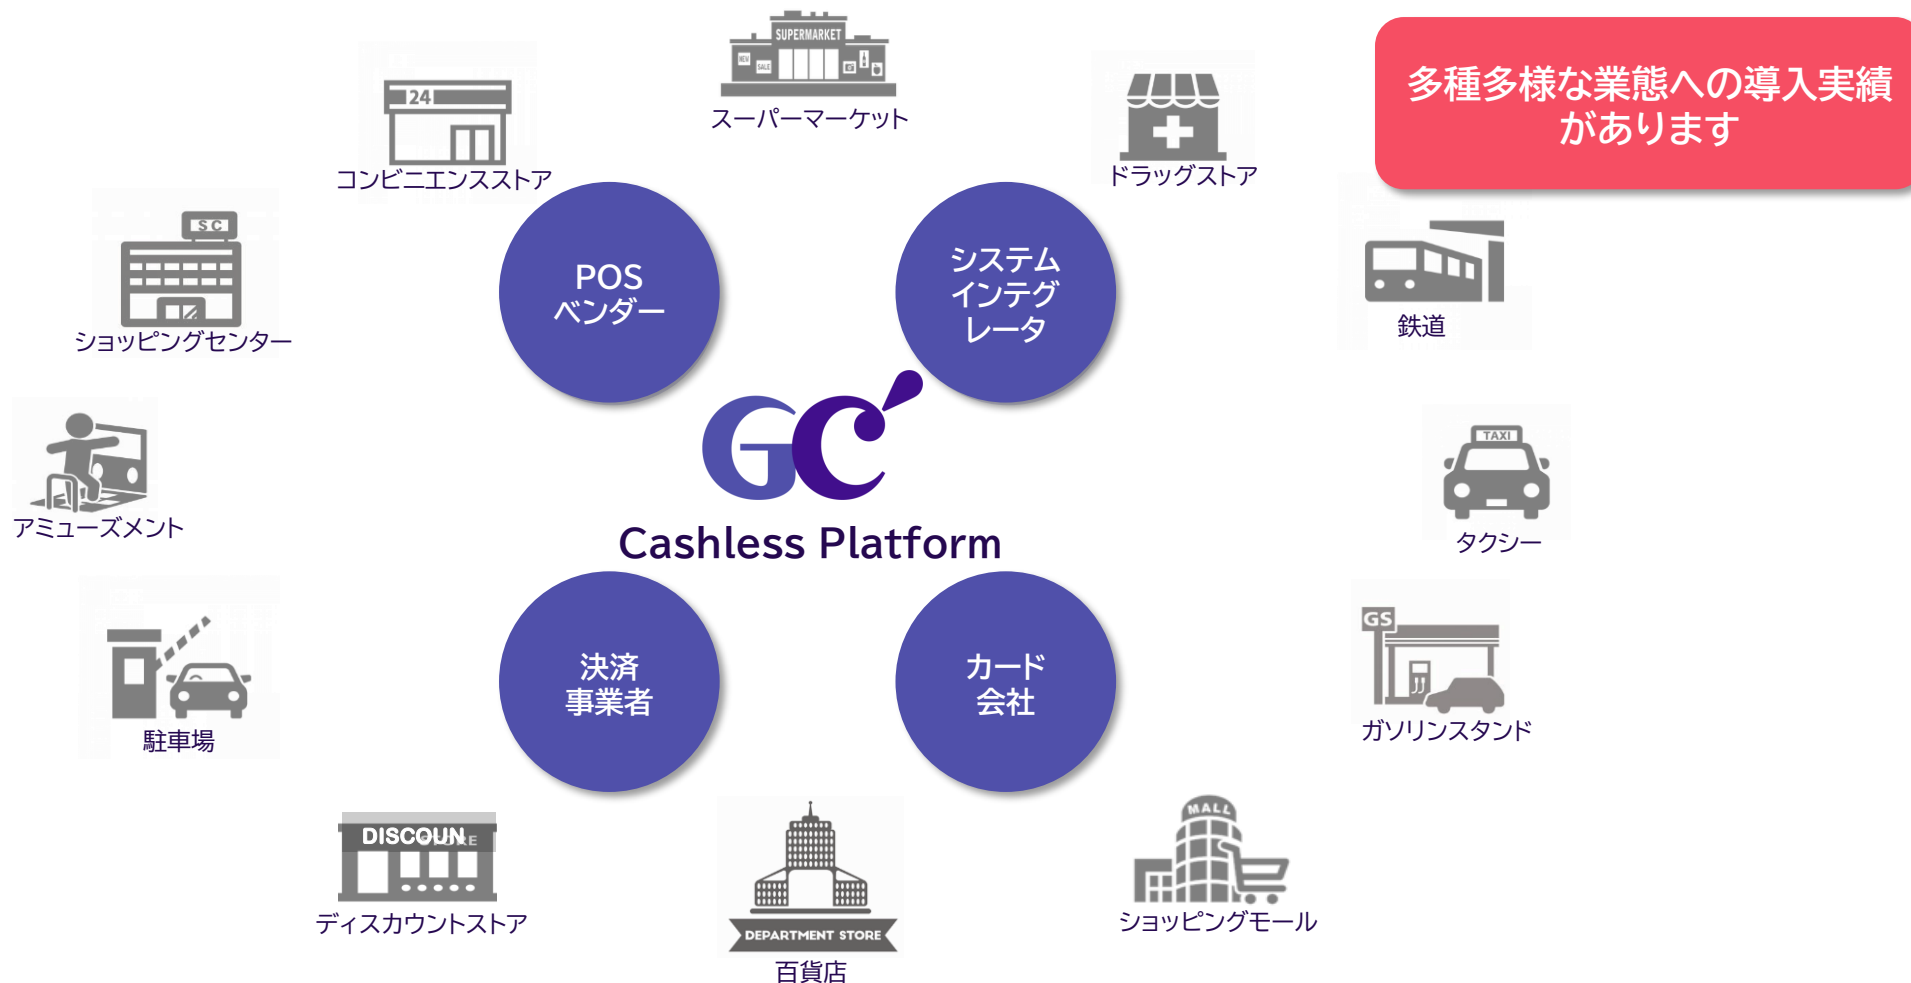 SUPERMARKET
NEW
SALE
スーパーマーケット
多種多様な業態への導入実績
があります
24
コンビニエンスストア
ドラッグストア
SC
ショッピングセンター
POS
ベンダー
システム
インテグ
レータ
鉄道
アミューズメント
GC
Cashless Platform
TAXI
タクシー
駐車場
決済
事業者
カード
会社
GS
ガソリンスタンド
DISCOUN
STORE
ディスカウントストア
DEPARTMENT STORE
百貨店
MALL
ショッピングモール